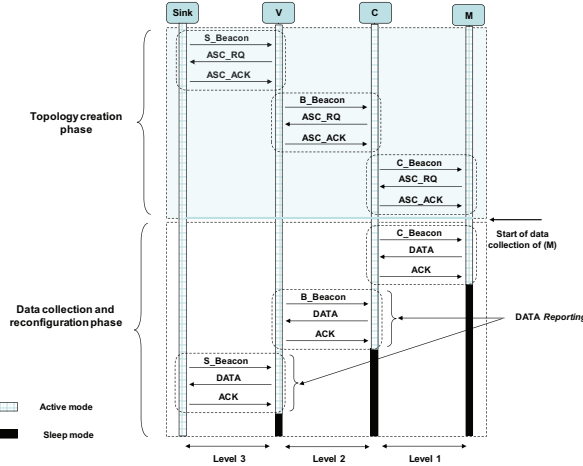 Sink V C M
S_Beacon
ASC_RQ
ASC_ACK
B_Beacon
ASC_RQ
ASC_ACK
C_Beacon
ASC_RQ
ASC_ACK
Topology creation
phase
Start of data
collection of (M)
C_Beacon
DATA
ACK
B_Beacon
DATA
ACK
DATA Reporting
S_Beacon
DATA
ACK
Data collection and
reconfiguration phase
Active mode
Sleep mode
Level 3 Level 2 Level 1